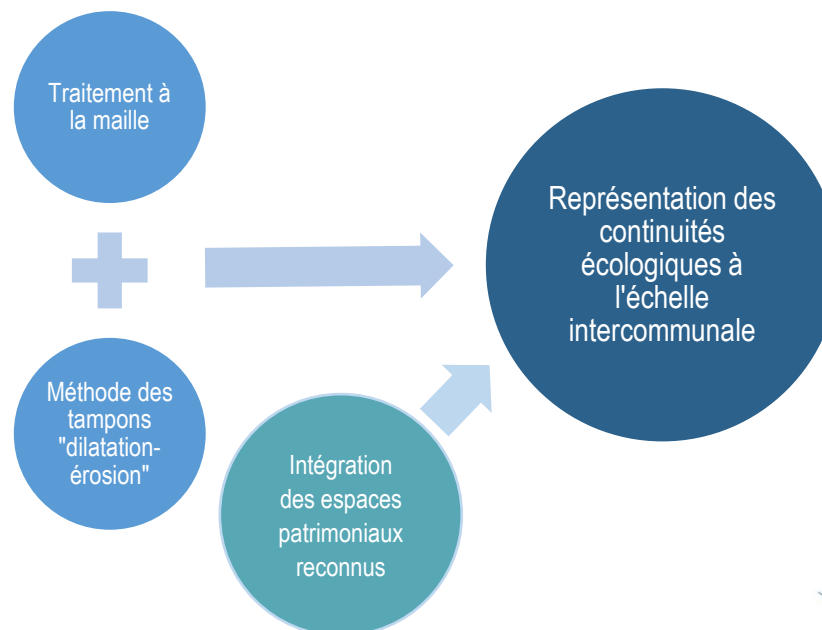 Traitement à
la maille
Méthode des
tampons
"dilatation-
érosion"
Intégration
des espaces
patrimoniaux
reconnus
Représentation des
continuités
écologiques à
l'échelle
intercommunale